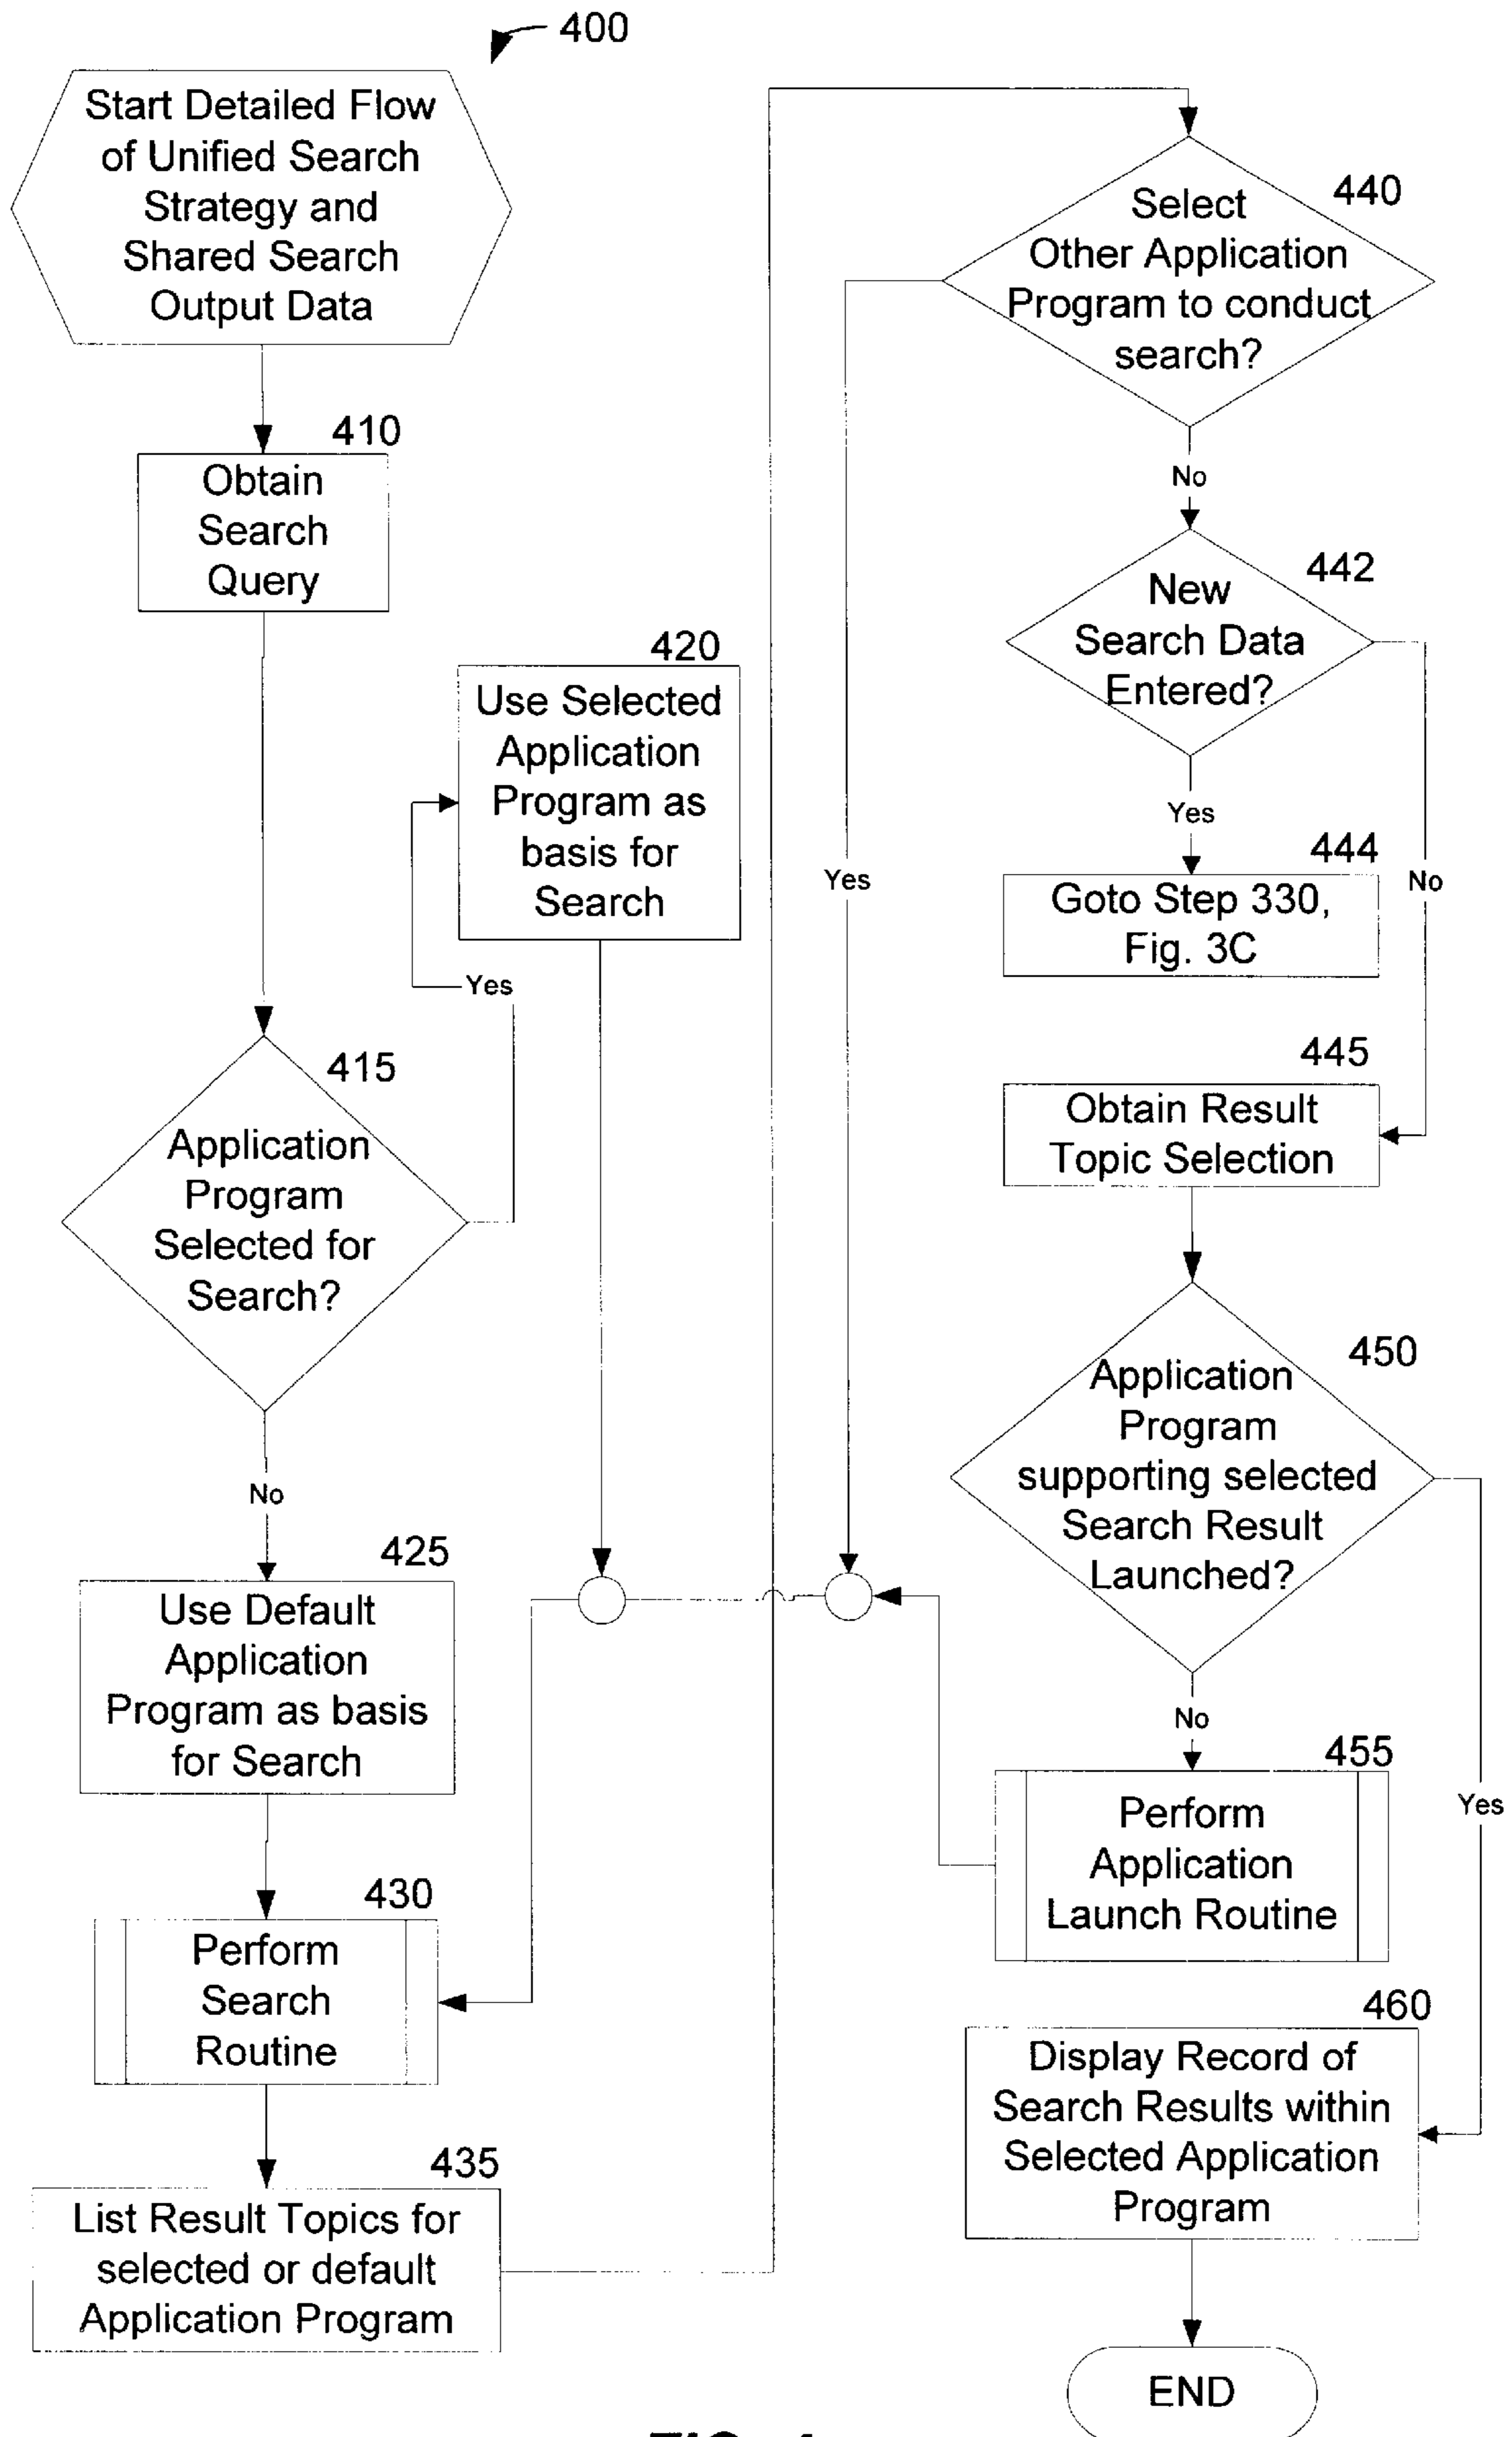 400
Start Detailed Flow
of Unified Search
Strategy and
Shared Search
Output Data
410
Obtain
Search
Query
415
Application
Program
Selected for
Search?
Yes
420
Use Selected
Application
Program as
basis for
Search
No
425
Use Default
Application
Program as basis
for Search
430
Perform
Search
Routine
435
List Result Topics for
selected or default
Application Program
440
Select
Other Application
Program to conduct
search?
Yes
No
442
New
Search Data
Entered?
Yes
No
444
Goto Step 330,
Fig. 3C
445
Obtain Result
Topic Selection
450
Application
Program
supporting selected
Search Result
Launched?
No
Yes
455
Perform
Application
Launch Routine
460
Display Record of
Search Results within
Selected Application
Program
END